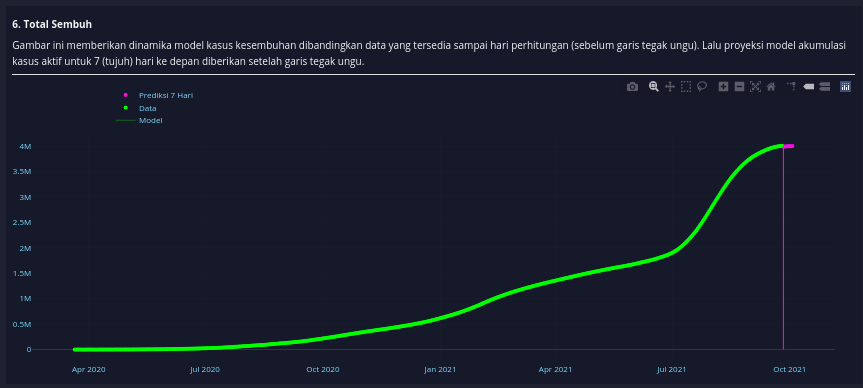 6. Total Sembuh
Gambar ini memberikan dinamika model kasus kesembuhan dibandingkan data yang tersedia sampai hari perhitungan (sebelum garis tegak ungu). Lalu proyeksi model akumulasi
kasus aktif untuk 7 (tujuh) hari ke depan diberikan setelah garis tegak ungu.
Prediksi 7 Hari
Data
Model
4M
3.5M
3M
2.5M
2M
1.5M
1M
0.5M
0
Apr 2020
Jul 2020
Oct 2020
Jan 2021
Apr 2021
Jul 2021
Oct 2021